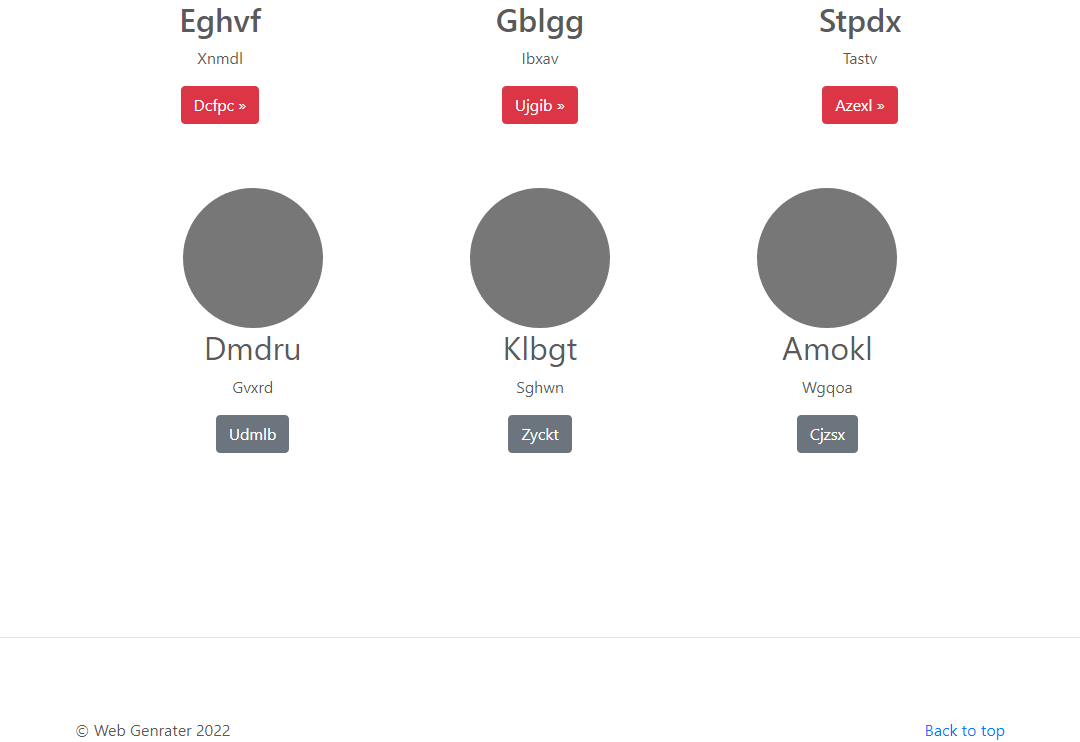 Eghvf
Gblgg
Stpdx
Xnmdl
Ibxav
Tastv
Dcfpc »
Ujgib »
Azexl »
Dmdru
Klbgt
Amokl
Gvxrd
Sghwn
Wgqoa
Udmlb
Zyckt
Cjzsx
© Web Genrater 2022
Back to top